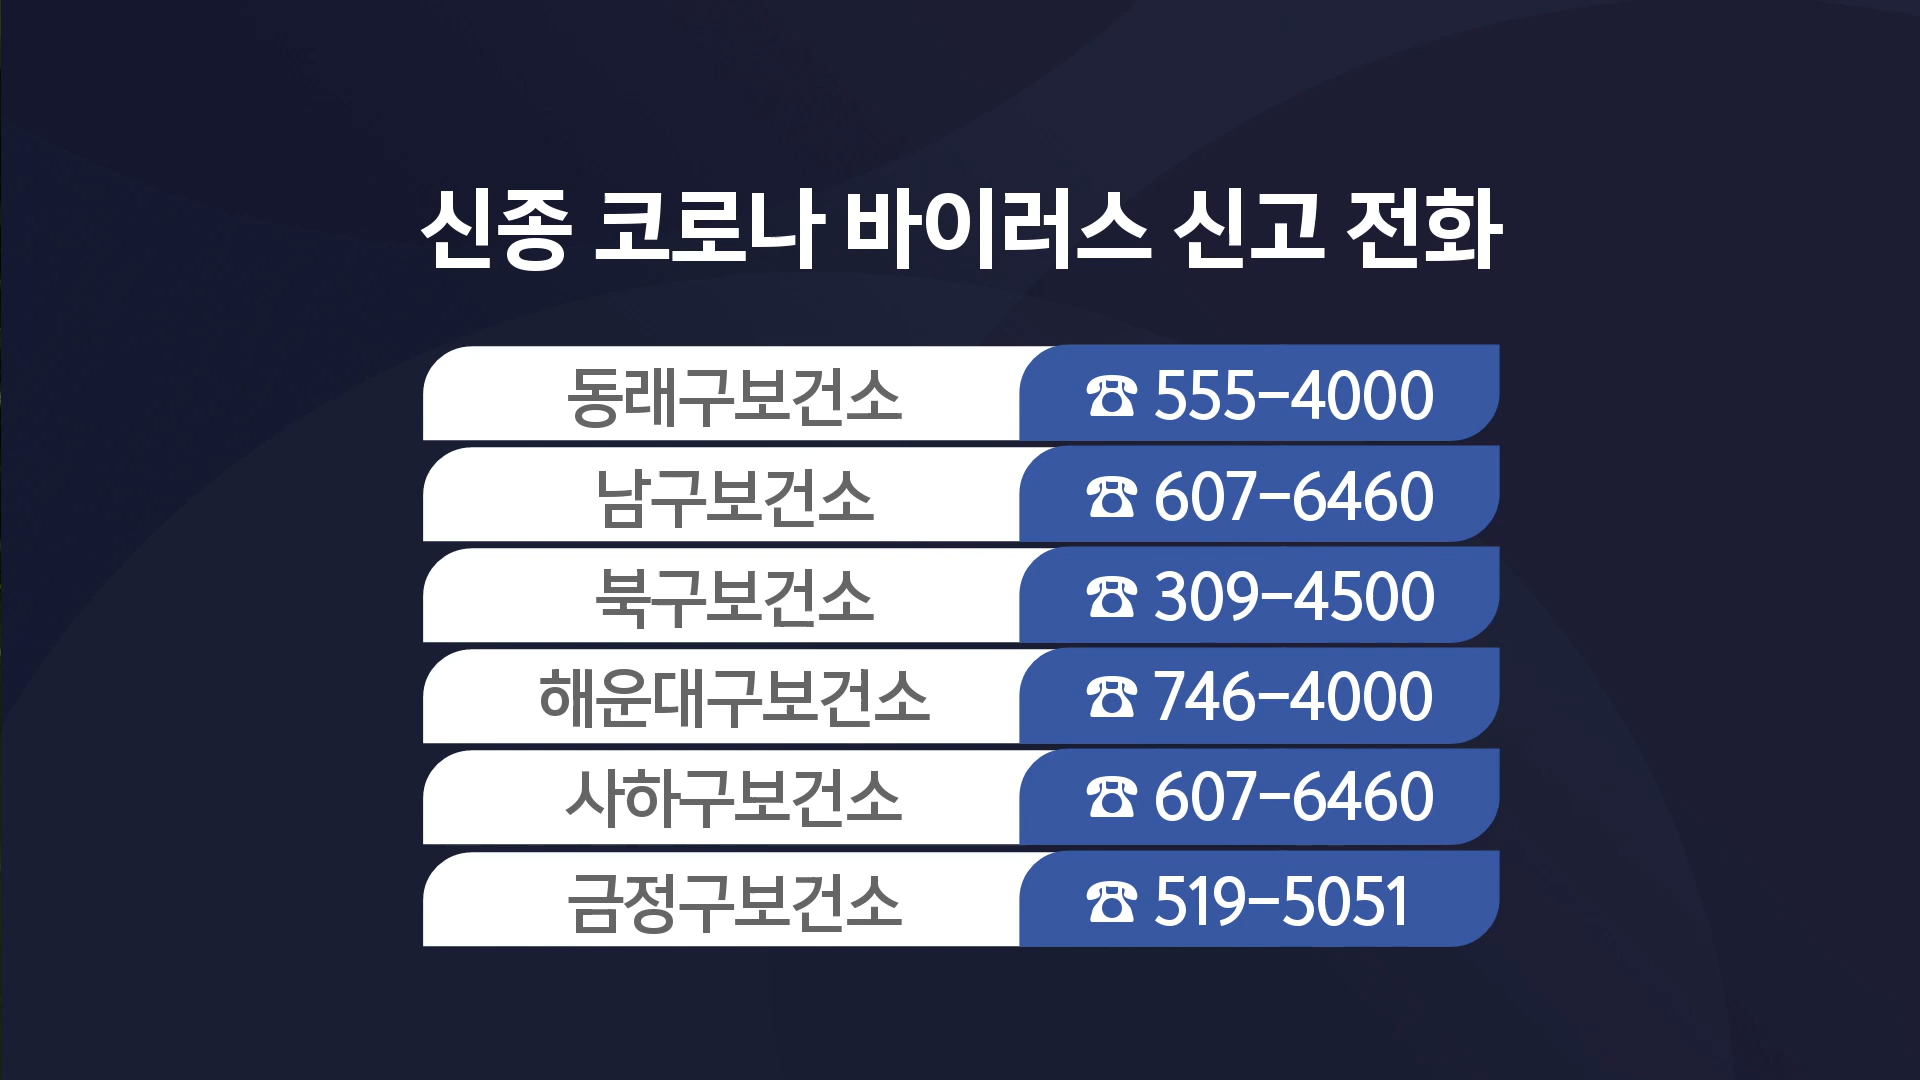 신종 코로나 바이러스 신고 전화
동래구보건소 ☎ 555-4000
남구보건소 ☎ 607-6460
북구보건소 ☎ 309-4500
해운대구보건소 ☎ 746-4000
사하구보건소 ☎ 607-6460
금정구보건소 ☎ 519-5051